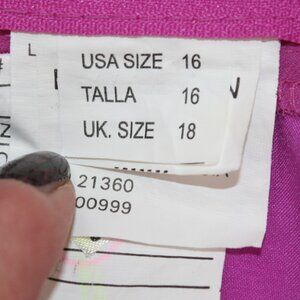 L
USA SIZE 16
TALLA 16
UK. SIZE 18
21360
00999